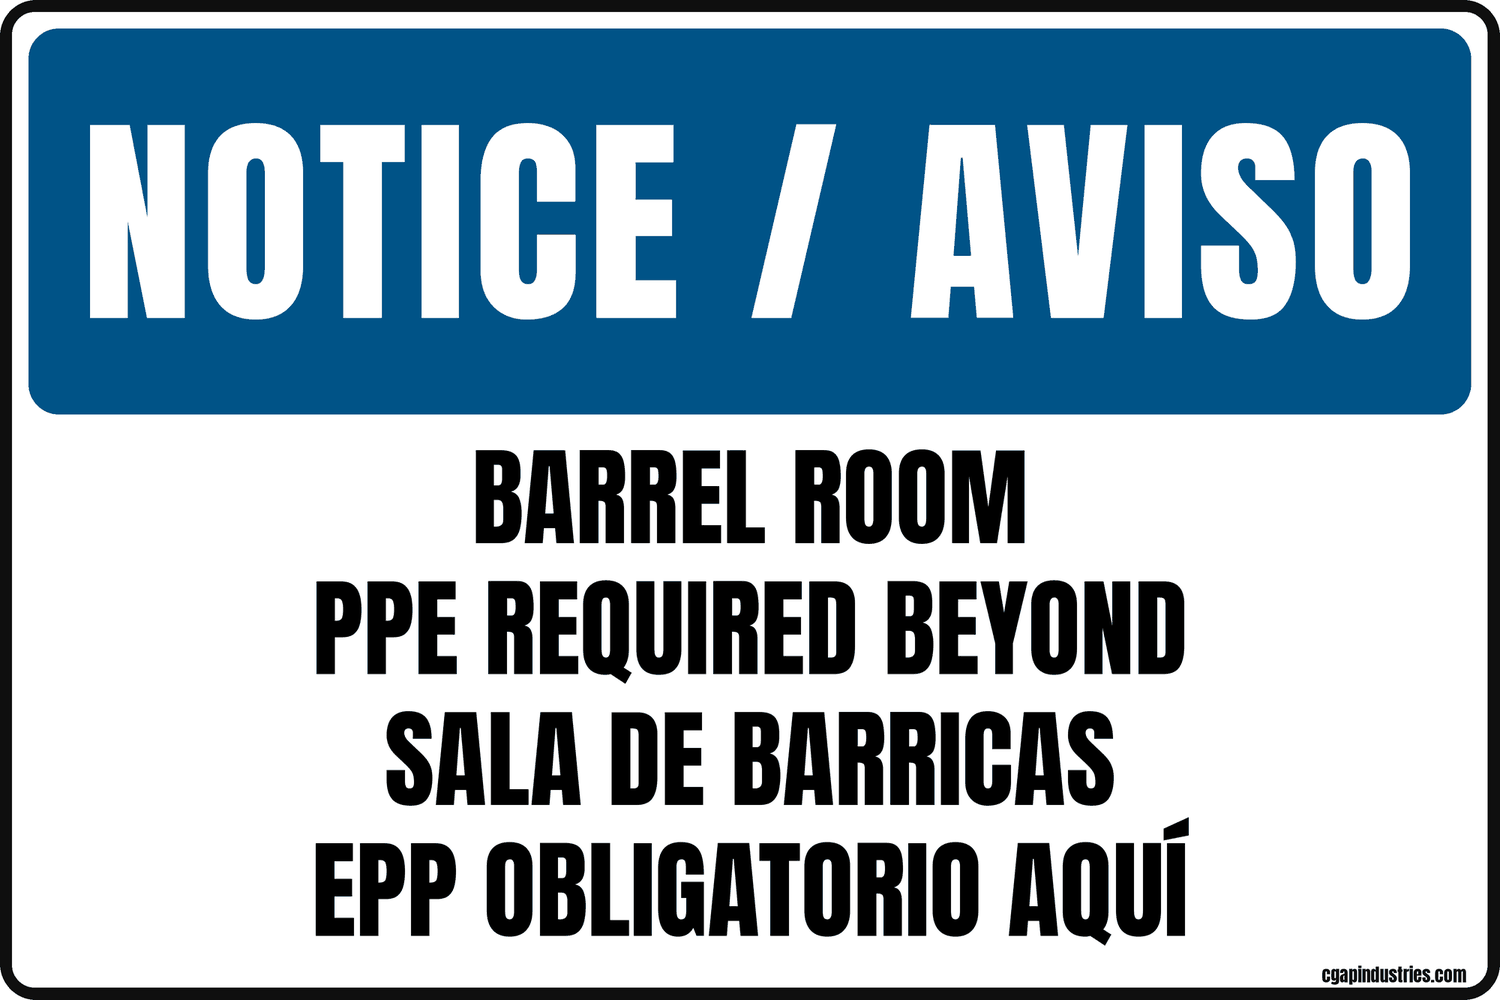 NOTICE / AVISO
BARREL ROOM
PPE REQUIRED BEYOND
SALA DE BARRICAS
EPP OBLIGATORIO AQUÍ
cgapindustries.com